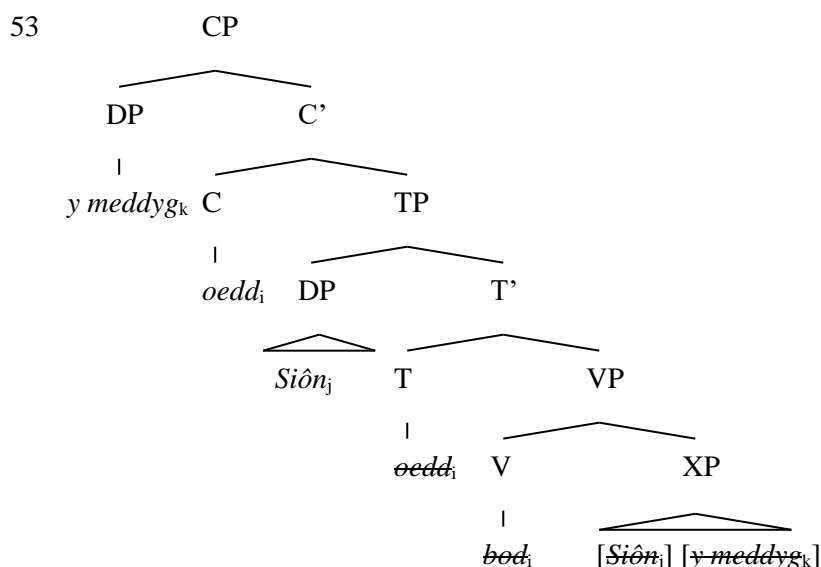 53 CP
DP C’
y meddygk C TP
oeddi DP T’
Siônj T VP
oeddi V XP
bodi [Siônj] [y meddygk]